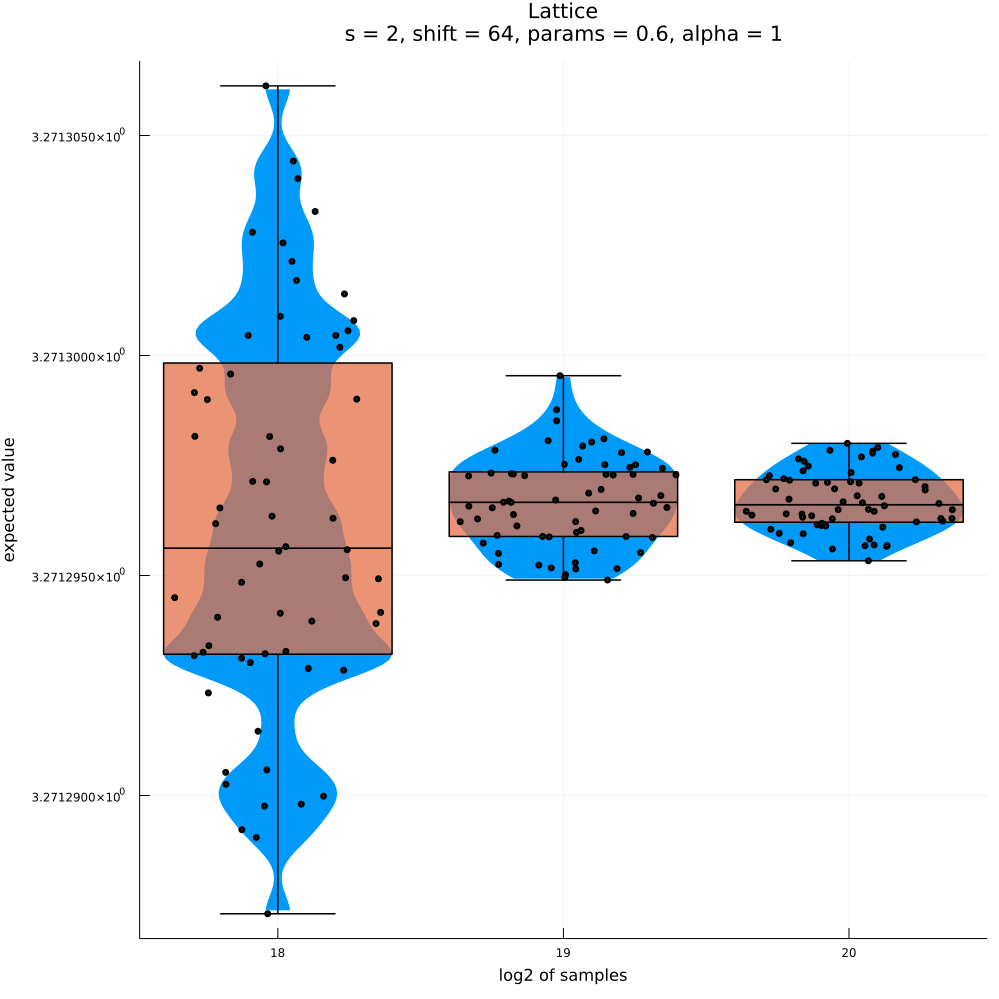 Lattice
s = 2, shift = 64, params = 0.6, alpha = 1
expected value
3.2713050×10⁰
3.2713000×10⁰
3.2712950×10⁰
3.2712900×10⁰
18 19 20
log2 of samples